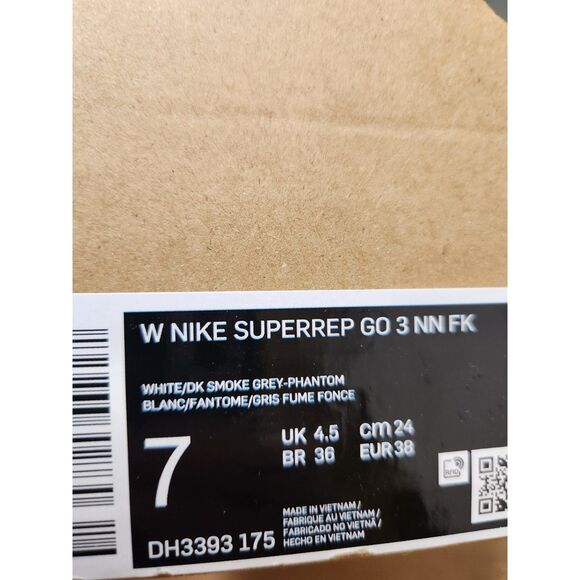 W NIKE SUPERREP GO 3 NN FK
WHITE/DK SMOKE GREY-PHANTOM
BLANC/FANTOME/GRIS FUME FONCE
7
UK 4.5 cm 24
BR 36 EUR 38
MADE IN VIETNAM /
FABRIQUE AU VIETNAM /
FABRICADO NO VIETNÃ /
HECHO EN VIETNAM
DH3393 175
RFID